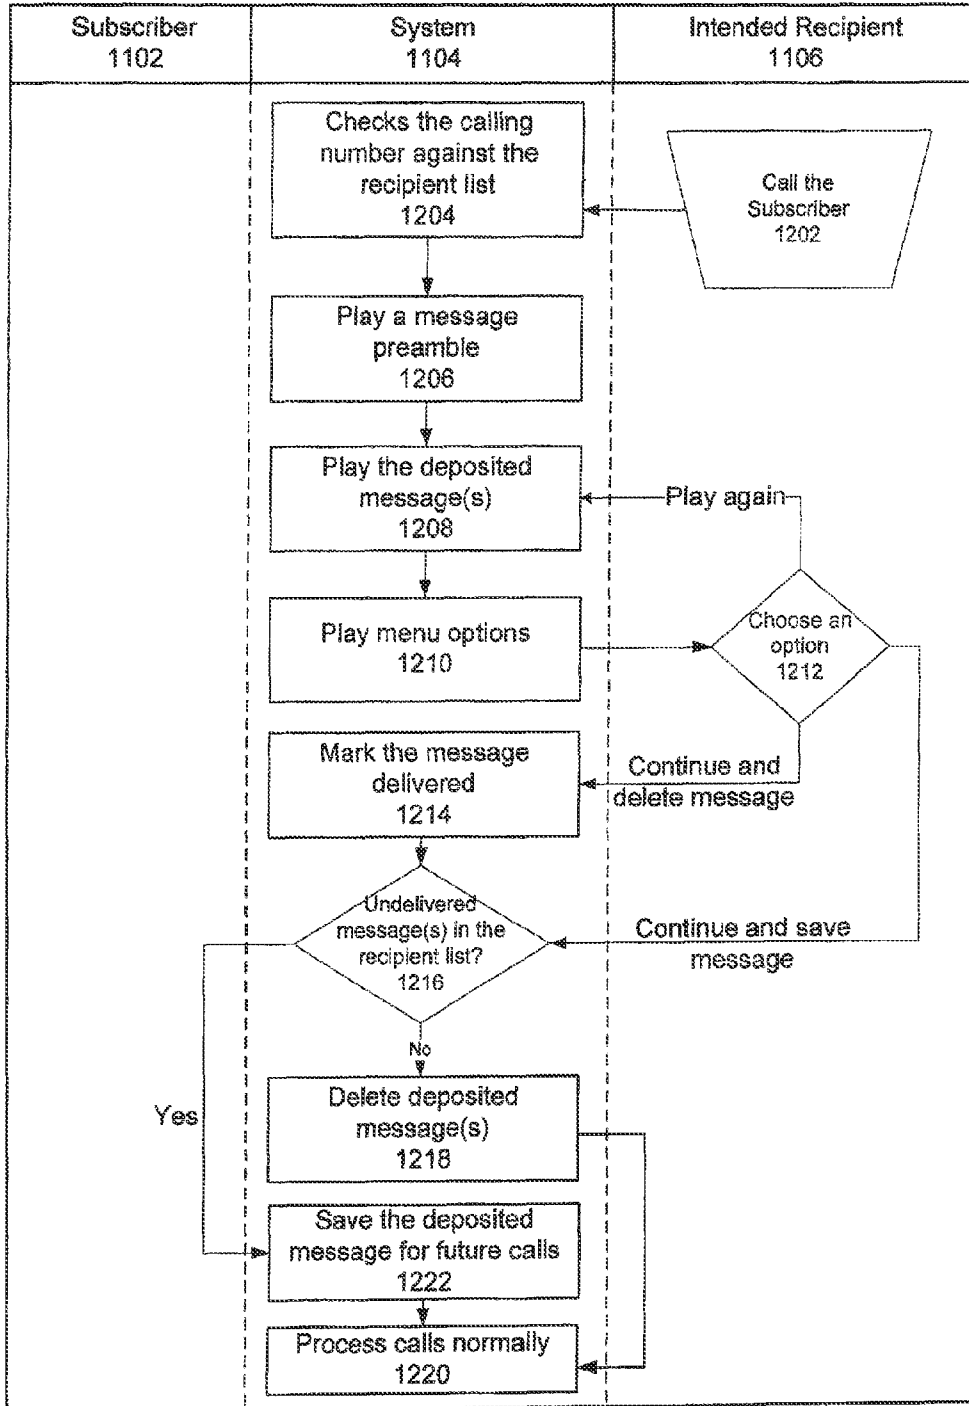 Subscriber
1102
System
1104
Intended Recipient
1106
Checks the calling
number against the
recipient list
1204
Call the
Subscriber
1202
Play a message
preamble
1206
Play the deposited
message(s)
1208
Play again
Play menu options
1210
Choose an
option
1212
Mark the message
delivered
1214
Continue and
delete message
Undelivered
message(s) in the
recipient list?
1216
Continue and save
message
No
Yes
Delete deposited
message(s)
1218
Save the deposited
message for future calls
1222
Process calls normally
1220